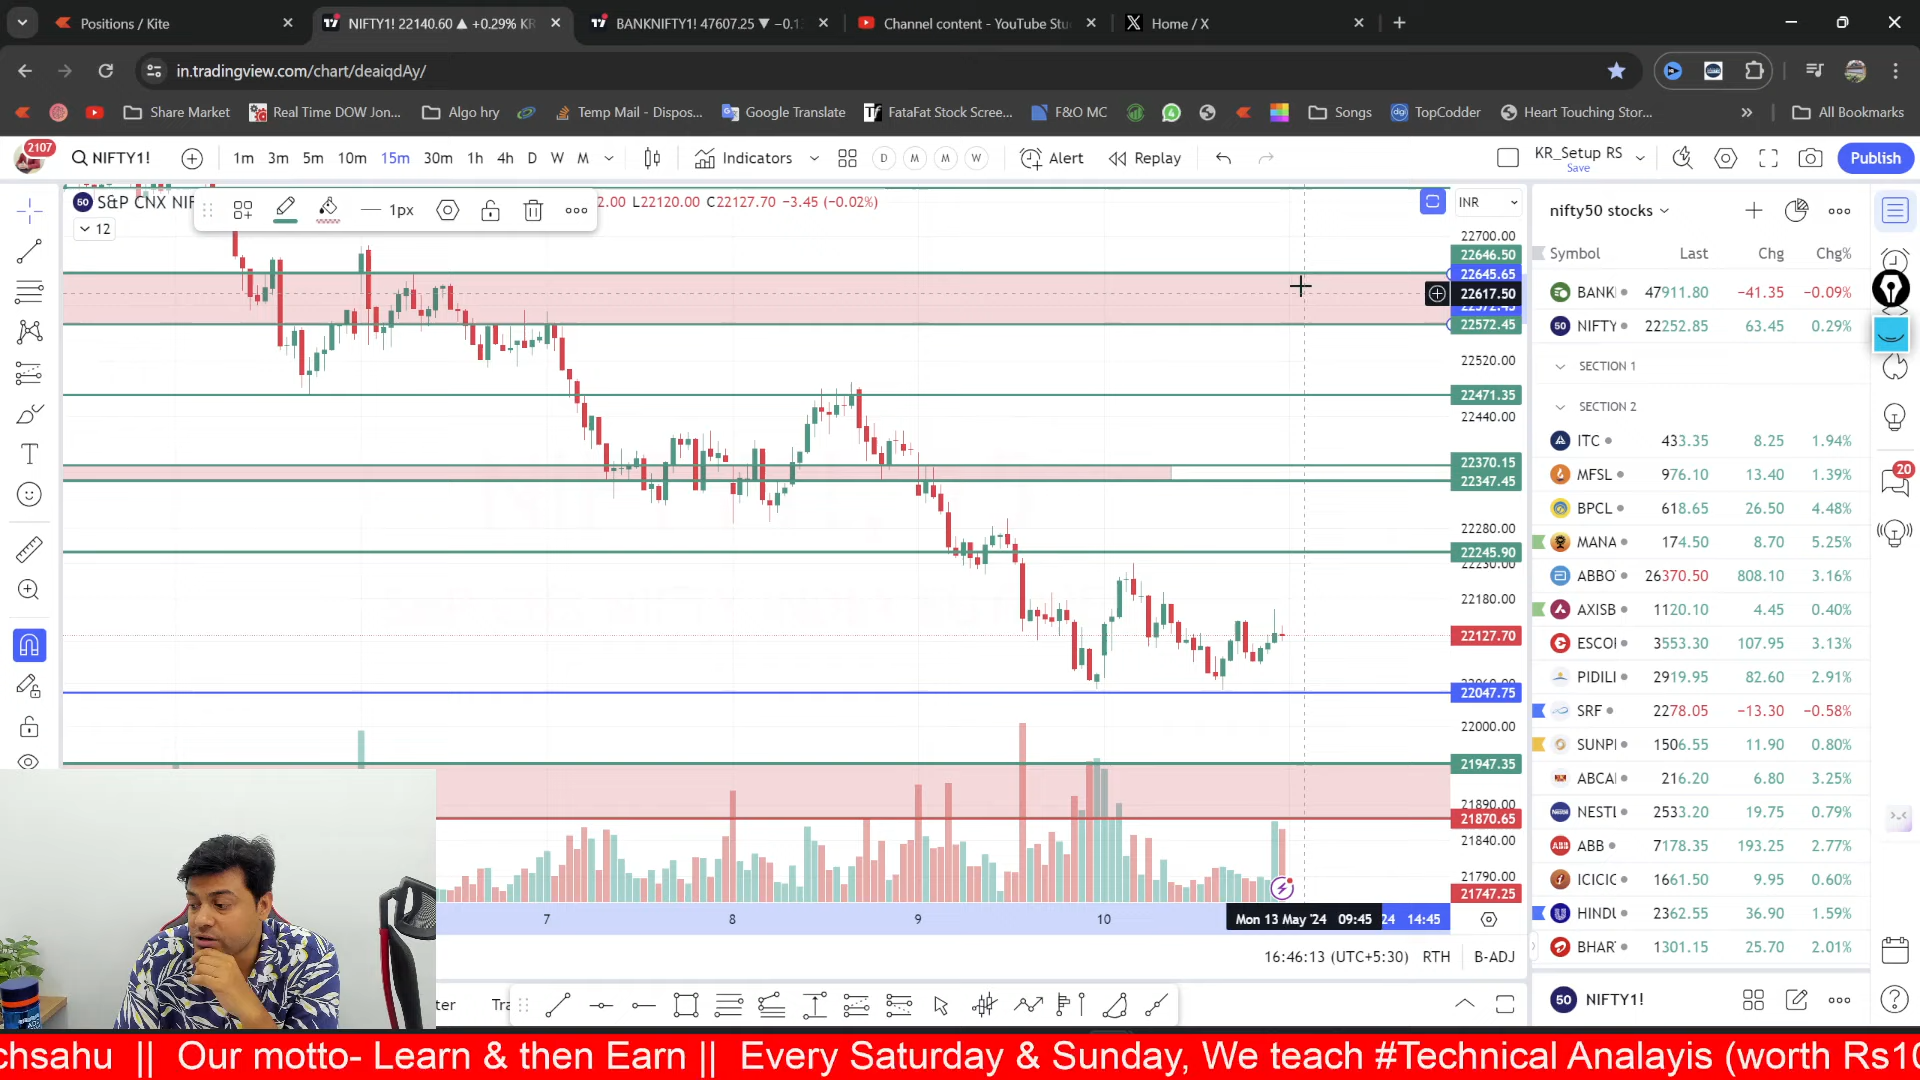 Positions / Kite
NIFTY1! 22140.60 ▲ +0.29% KR
BANKNIFTY1! 47607.25 ▼ −0.1
Channel content - YouTube Stu
Home / X
in.tradingview.com/chart/deaiqdAy/
Share Market
Real Time DOW Jon...
Algo hry
Temp Mail - Dispos...
Google Translate
FataFat Stock Scree...
F&O MC
Songs
TopCodder
Heart Touching Stor...
All Bookmarks
2107
NIFTY1!
1m 3m 5m 10m 15m 30m 1h 4h D W M
Indicators
D M M W
Alert
Replay
KR_Setup RS
Save
Publish
50 S&P CNX NIF
1px
2.00 L22120.00 C22127.70 −3.45 (−0.02%)
12
INR
22700.00
22646.50
22645.65
22617.50
22572.45
22520.00
22471.35
22440.00
22370.15
22347.45
22280.00
22245.90
22230.00
22180.00
22127.70
22047.75
22000.00
21947.35
21890.00
21870.65
21840.00
21790.00
21747.25
7 8 9 10
Mon 13 May '24 09:45
24 14:45
16:46:13 (UTC+5:30) RTH B-ADJ
nifty50 stocks
Symbol Last Chg Chg%
BANK 47911.80 −41.35 −0.09%
50 NIFTY 22252.85 63.45 0.29%
SECTION 1
SECTION 2
ITC 433.35 8.25 1.94%
MFSL 976.10 13.40 1.39%
BPCL 618.65 26.50 4.48%
MANA 174.50 8.70 5.25%
ABBO 26370.50 808.10 3.16%
AXISB 1120.10 4.45 0.40%
ESCO 3553.30 107.95 3.13%
PIDILI 2919.95 82.60 2.91%
SRF 2278.05 −13.30 −0.58%
SUNPI 1506.55 11.90 0.80%
ABCA 216.20 6.80 3.25%
NESTL 2533.20 19.75 0.79%
ABB 7178.35 193.25 2.77%
ICICIC 1661.50 9.95 0.60%
HINDU 2362.55 36.90 1.59%
BHAR 1301.15 25.70 2.01%
50 NIFTY1!
20
ter
Tra
chsahu || Our motto- Learn & then Earn || Every Saturday & Sunday, We teach #Technical Analayis (worth Rs10